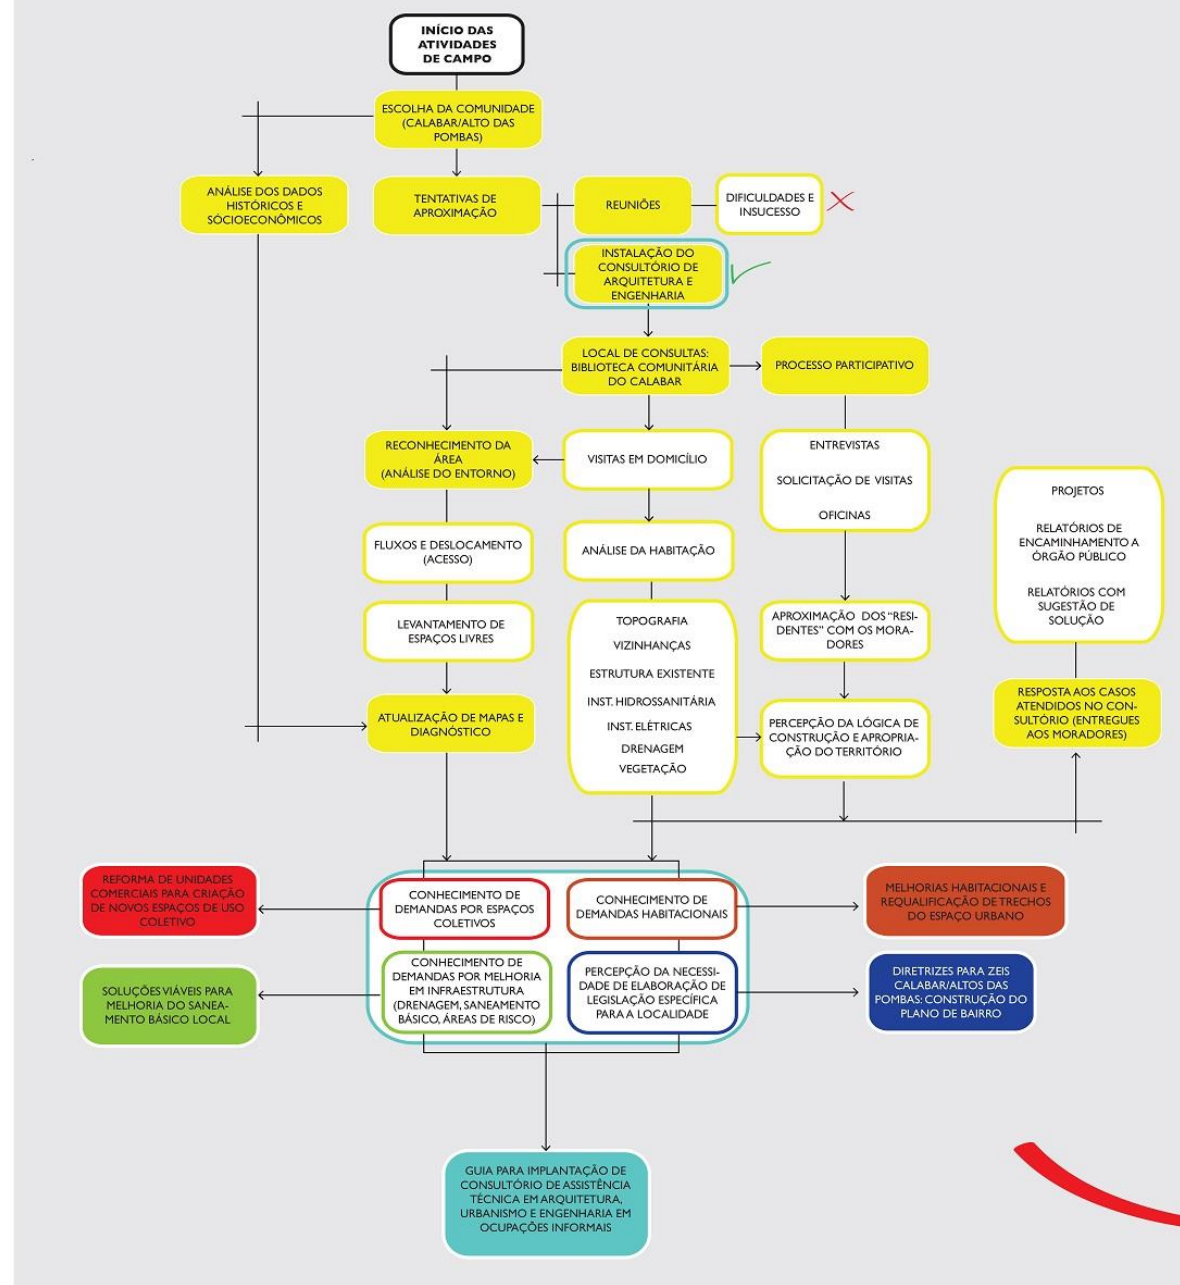 INÍCIO DAS
ATIVIDADES
DE CAMPO
ESCOLHA DA COMUNIDADE
(CALABAR/ALTO DAS
POMBAS)
ANÁLISE DOS DADOS
HISTÓRICOS E
SÓCIOECONÔMICOS
TENTATIVAS DE
APROXIMAÇÃO
REUNIÕES
DIFICULDADES E
INSUCESSO
INSTALAÇÃO DO
CONSULTÓRIO DE
ARQUITETURA E
ENGENHARIA
LOCAL DE CONSULTAS:
BIBLIOTECA COMUNITÁRIA
DO CALABAR
PROCESSO PARTICIPATIVO
RECONHECIMENTO DA
ÁREA
(ANÁLISE DO ENTORNO)
VISITAS EM DOMICÍLIO
ENTREVISTAS
SOLICITAÇÃO DE VISITAS
OFICINAS
PROJETOS
RELATÓRIOS DE
ENCAMINHAMENTO A
ÓRGÃO PÚBLICO
RELATÓRIOS COM
SUGESTÃO DE
SOLUÇÃO
FLUXOS E DESLOCAMENTO
(ACESSO)
ANÁLISE DA HABITAÇÃO
LEVANTAMENTO DE
ESPAÇOS LIVRES
TOPOGRAFIA
VIZINHANÇAS
ESTRUTURA EXISTENTE
INST. HIDROSSANITÁRIA
INST. ELÉTRICAS
DRENAGEM
VEGETAÇÃO
APROXIMAÇÃO DOS "RESI-
DENTES" COM OS MORA-
DORES
RESPOSTA AOS CASOS
ATENDIDOS NO CON-
SULTÓRIO (ENTREGUES
AOS MORADORES)
ATUALIZAÇÃO DE MAPAS E
DIAGNÓSTICO
PERCEPÇÃO DA LÓGICA DE
CONSTRUÇÃO E APROPRIA-
ÇÃO DO TERRITÓRIO
REFORMA DE UNIDADES
COMERCIAIS PARA CRIAÇÃO
DE NOVOS ESPAÇOS DE USO
COLETIVO
CONHECIMENTO DE
DEMANDAS POR ESPAÇOS
COLETIVOS
CONHECIMENTO DE
DEMANDAS HABITACIONAIS
MELHORIAS HABITACIONAIS E
REQUALIFICAÇÃO DE TRECHOS
DO ESPAÇO URBANO
SOLUÇÕES VIÁVEIS PARA
MELHORIA DO SANEA-
MENTO BÁSICO LOCAL
CONHECIMENTO DE
DEMANDAS POR MELHORIA
EM INFRAESTRUTURA
(DRENAGEM, SANEAMENTO
BÁSICO, ÁREAS DE RISCO)
PERCEPÇÃO DA NECESSI-
DADE DE ELABORAÇÃO DE
LEGISLAÇÃO ESPECÍFICA
PARA A LOCALIDADE
DIRETRIZES PARA ZEIS
CALABAR/ALTOS DAS
POMBAS: CONSTRUÇÃO DO
PLANO DE BAIRRO
GUIA PARA IMPLANTAÇÃO DE
CONSULTÓRIO DE ASSISTÊNCIA
TÉCNICA EM ARQUITETURA,
URBANISMO E ENGENHARIA EM
OCUPAÇÕES INFORMAIS